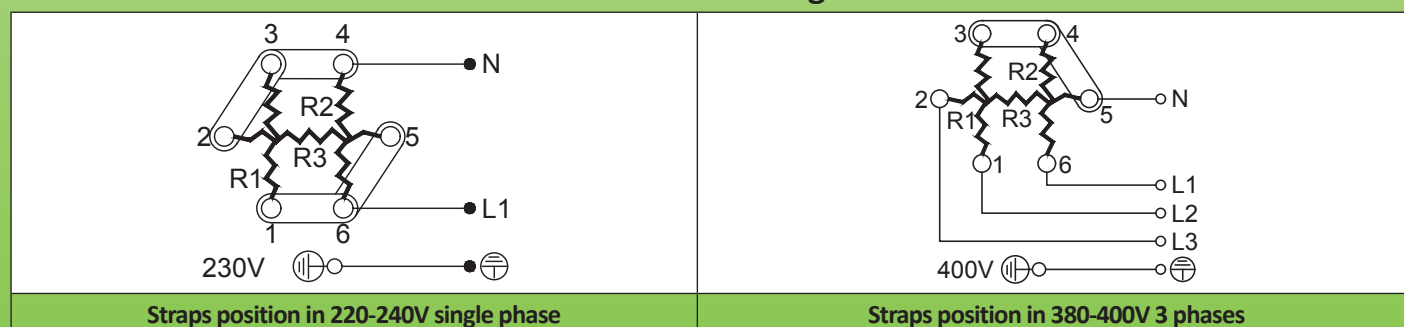 3 4
N
R2
2 5
R3
R1
L1
1 6
230V
3 4
R2
2 N
R1 R3 5
1 6
L1
L2
L3
400V
Straps position in 220-240V single phase
Straps position in 380-400V 3 phases